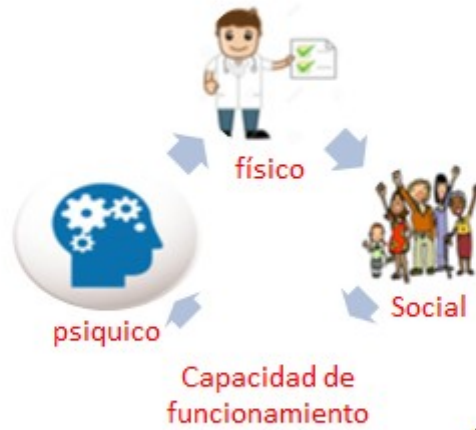 físico
Social
psiquico
Capacidad de
funcionamiento